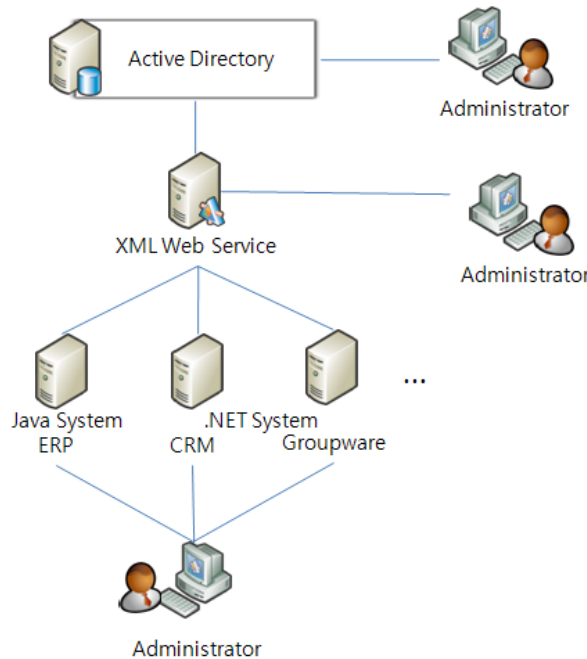 Active Directory
Administrator
XML Web Service
Administrator
...
Java System
.NET System
ERP
CRM
Groupware
Administrator